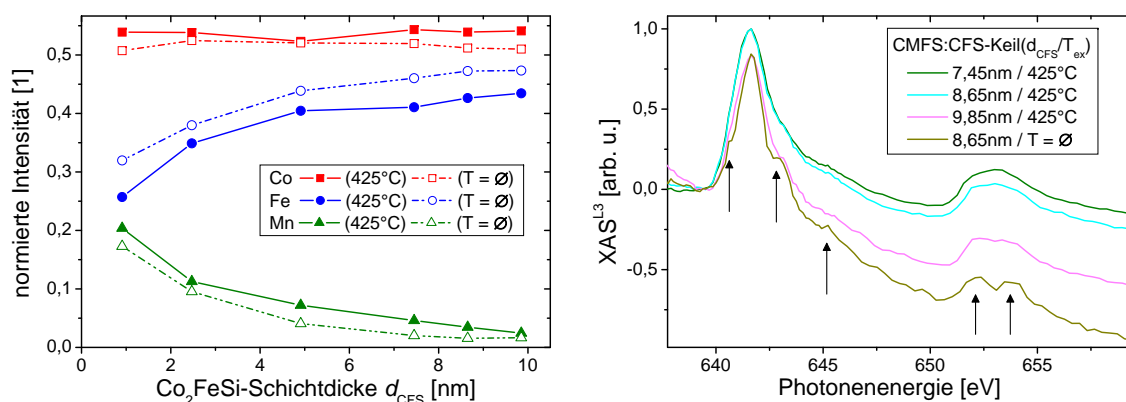 normierte Intensität [1]
0,5
0,4
0,3
0,2
0,1
0,0
Co (425°C) (T = Ø)
Fe (425°C) (T = Ø)
Mn (425°C) (T = Ø)
0 2 4 6 8 10
Co2FeSi-Schichtdicke dCFS [nm]
XAS^L3 [arb. u.]
1,0
0,5
0,0
-0,5
CMFS:CFS-Keil(dCFS/Tex)
7,45nm / 425°C
8,65nm / 425°C
9,85nm / 425°C
8,65nm / T = Ø
640 645 650 655
Photonenenergie [eV]